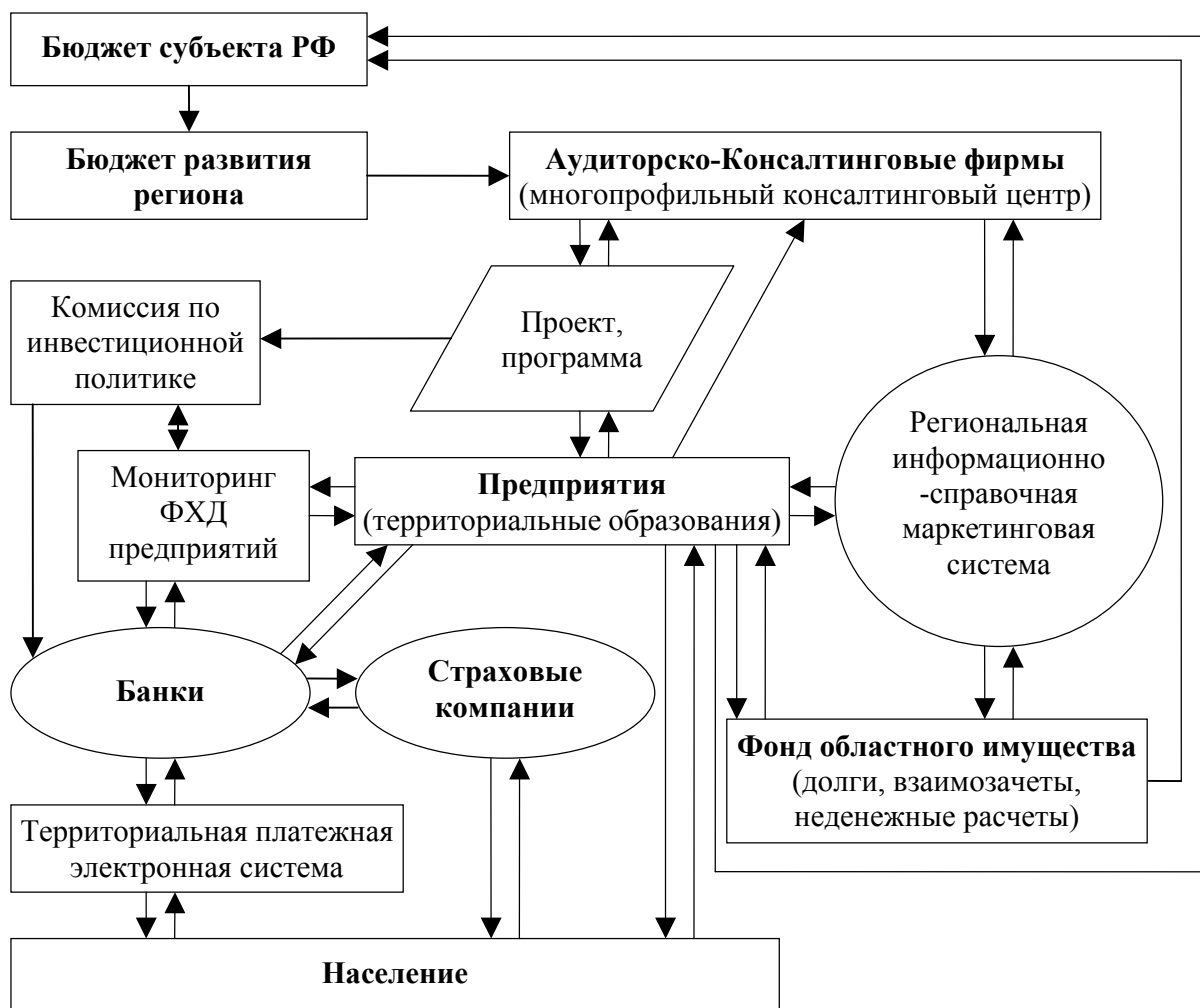 Бюджет субъекта РФ
Бюджет развития
региона
Аудиторско-Консалтинговые фирмы
(многопрофильный консалтинговый центр)
Комиссия по
инвестиционной
политике
Проект,
программа
Региональная
информационно
-справочная
маркетинговая
система
Мониторинг
ФХД
предприятий
Предприятия
(территориальные образования)
Банки
Страховые
компании
Фонд областного имущества
(долги, взаимозачеты,
неденежные расчеты)
Территориальная платежная
электронная система
Население